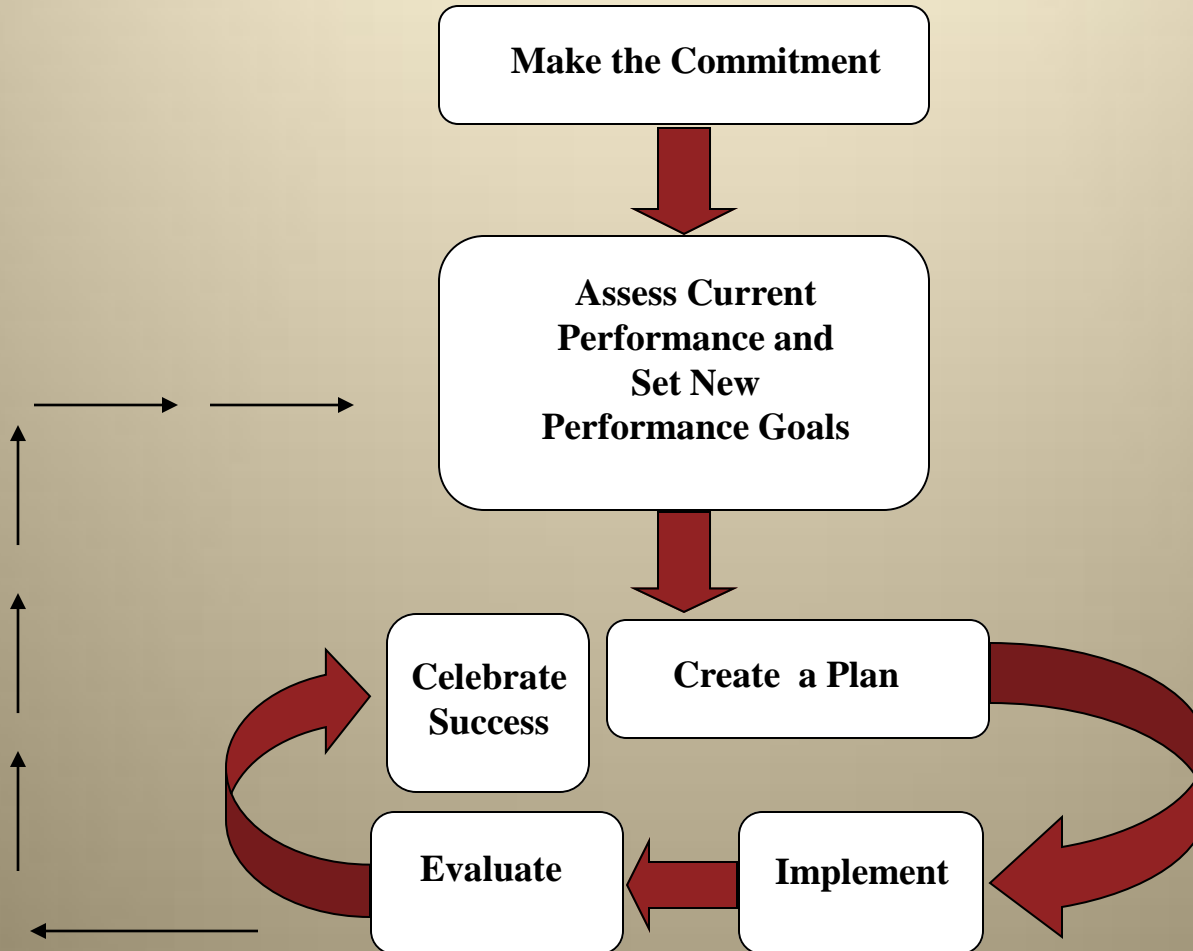 Make the Commitment
Assess Current
Performance and
Set New
Performance Goals
Celebrate
Success
Create  a Plan
Evaluate
Implement